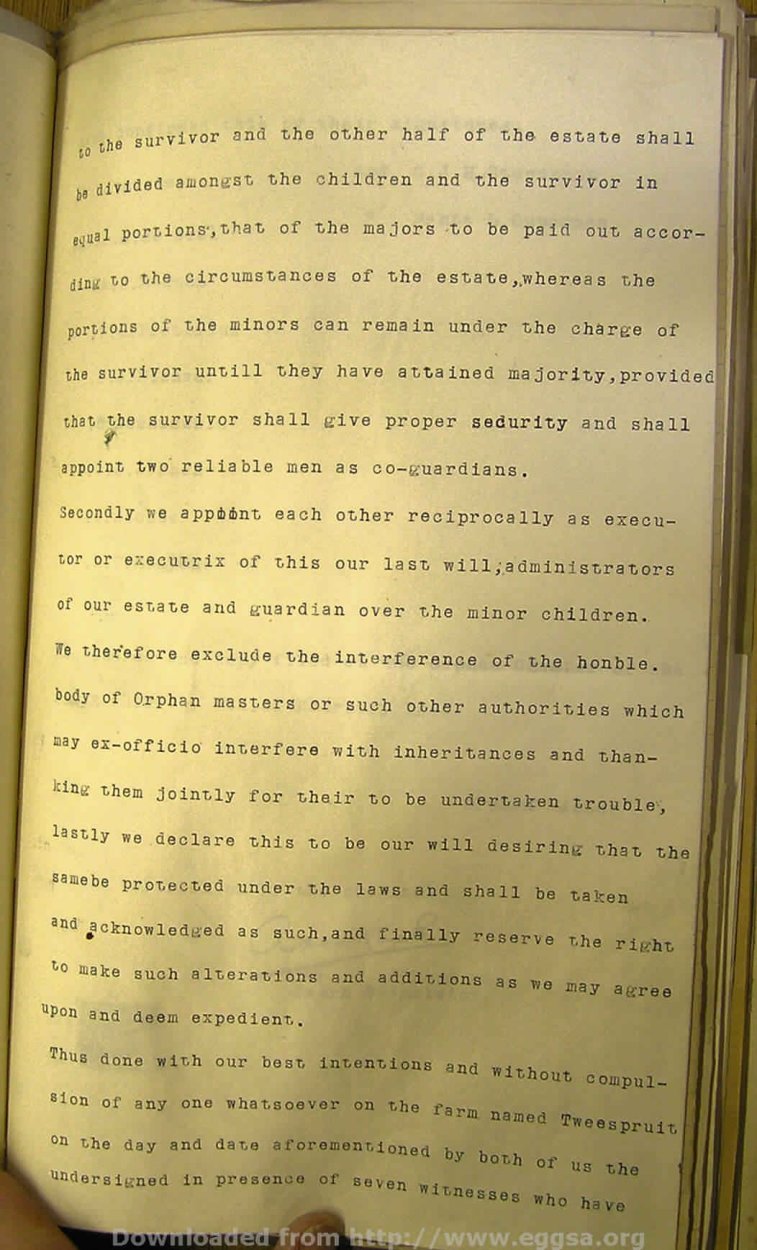 to the survivor and the other half of the estate shall
be divided amongst the children and the survivor in
equal portions,that of the majors to be paid out accor-
ding to the circumstances of the estate,whereas the
portions of the minors can remain under the charge of
the survivor untill they have attained majority,provided
that the survivor shall give proper sedurity and shall
appoint two reliable men as co-guardians.
Secondly we appoint each other reciprocally as execu-
tor or executrix of this our last will;administrators
of our estate and guardian over the minor children.
We therefore exclude the interference of the honble.
body of Orphan masters or such other authorities which
may ex-officio interfere with inheritances and than-
king them jointly for their to be undertaken trouble,
lastly we declare this to be our will desiring that the
samebe protected under the laws and shall be taken
and acknowledged as such,and finally reserve the right
to make such alterations and additions as we may agree
upon and deem expedient.
Thus done with our best intentions and without compul-
sion of any one whatsoever on the farm named Tweespruit
on the day and date aforementioned by both of us the
undersigned in presence of seven witnesses who have
Downloaded from http://www.eggsa.org